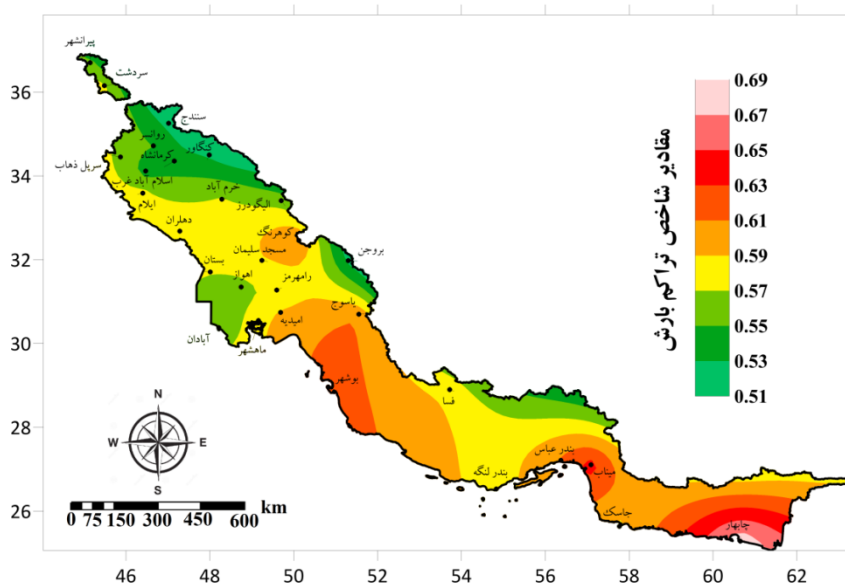 پیرانشهر
سردشت
سنندج
روانسر
کنگاور
کرمانشاه
سرپل ذهاب
اسلام آباد غرب
ایلام
خرم آباد
الیگودرز
دهلران
کوهرنگ
مسجد سلیمان
بروجن
بستان
اهواز
رامهرمز
یاسوج
امیدیه
آبادان
ماهشهر
بوشهر
فسا
بندر عباس
بندر لنگه
میناب
جاسک
چابهار
مقادیر شاخص تراکم بارش
0.69
0.67
0.65
0.63
0.61
0.59
0.57
0.55
0.53
0.51
N
W E
S
0 75 150 300 450 600 km
36
34
32
30
28
26
46 48 50 52 54 56 58 60 62